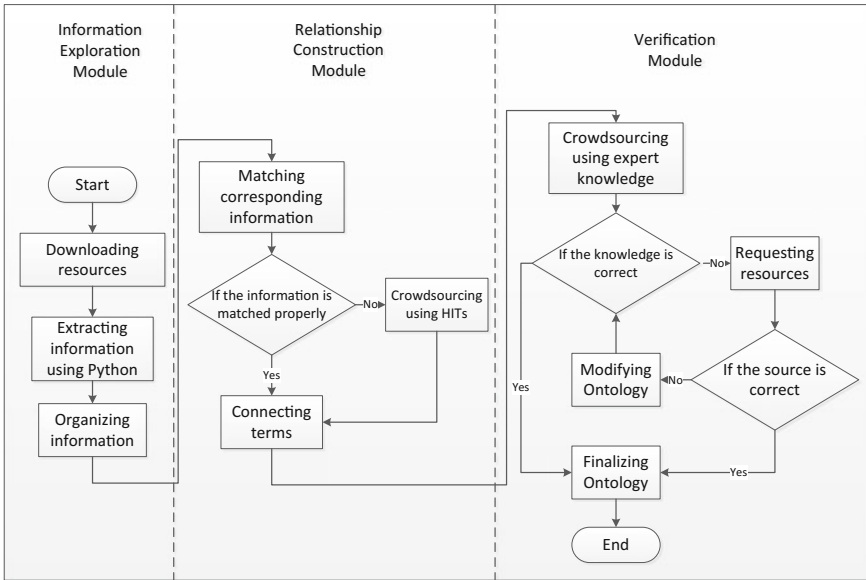 Information
Exploration
Module
Start
Downloading
resources
Extracting
information
using Python
Organizing
information
Relationship
Construction
Module
Matching
corresponding
information
If the information is
matched properly
No
Crowdsourcing
using HITs
Yes
Connecting
terms
Verification
Module
Crowdsourcing
using expert
knowledge
If the knowledge is
correct
No
Requesting
resources
If the source is
correct
No
Modifying
Ontology
Yes
Yes
Finalizing
Ontology
End